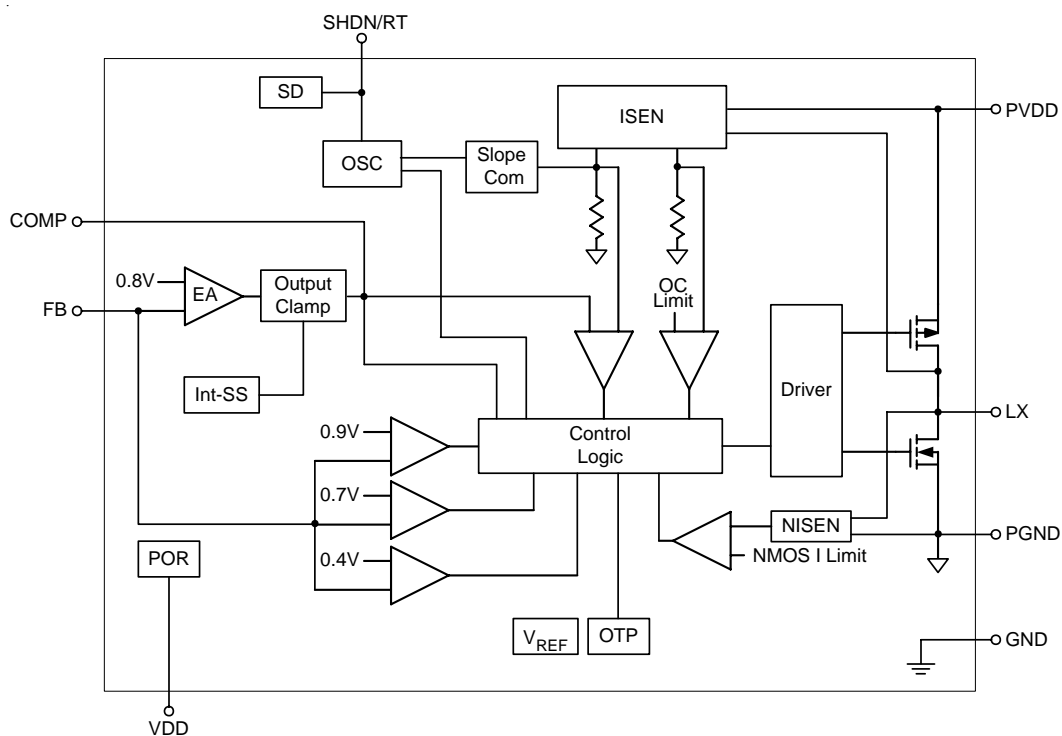 SHDN/RT
SD
ISEN
PVDD
OSC
Slope
Com
COMP
0.8V
EA
Output
Clamp
OC
Limit
FB
Driver
Int-SS
LX
0.9V
Control
Logic
0.7V
NISEN
PGND
POR
0.4V
NMOS I Limit
VREF
OTP
GND
VDD